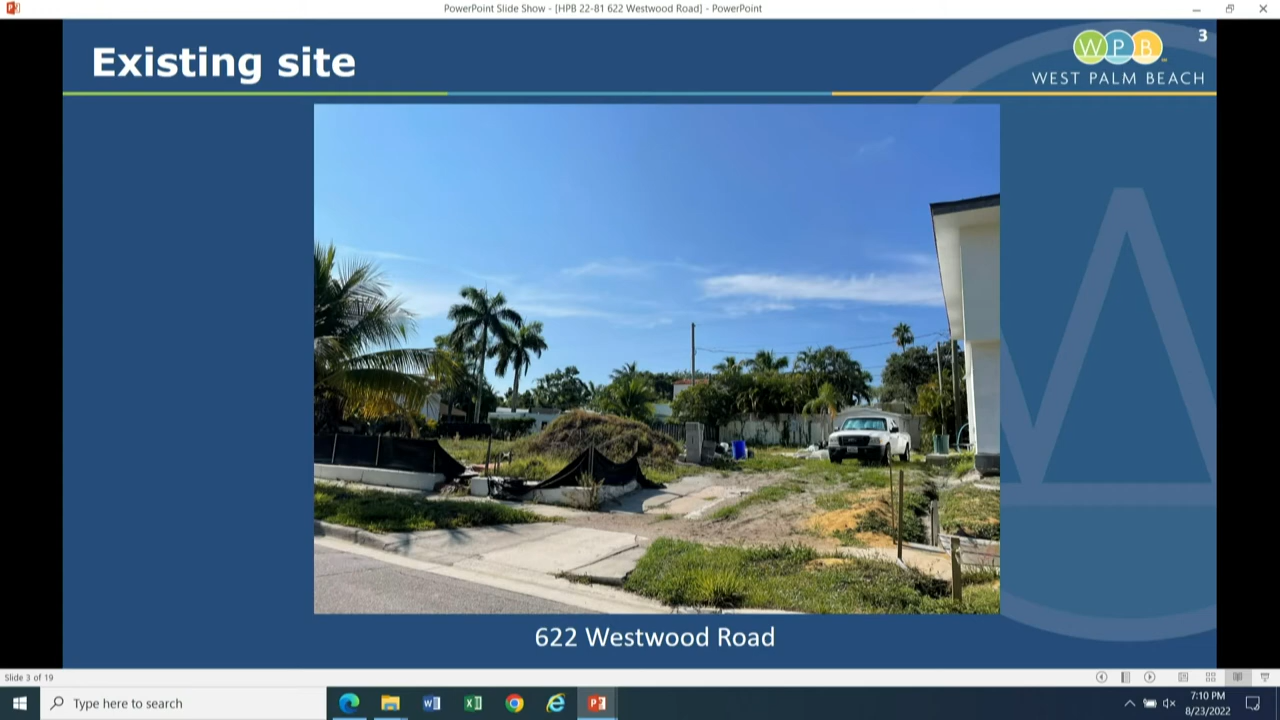 PowerPoint Slide Show - [HPB 22-81 622 Westwood Road] - PowerPoint
Existing site
WPB
WEST PALM BEACH
3
622 Westwood Road
Slide 3 of 19
Type here to search
7:10 PM
8/23/2022